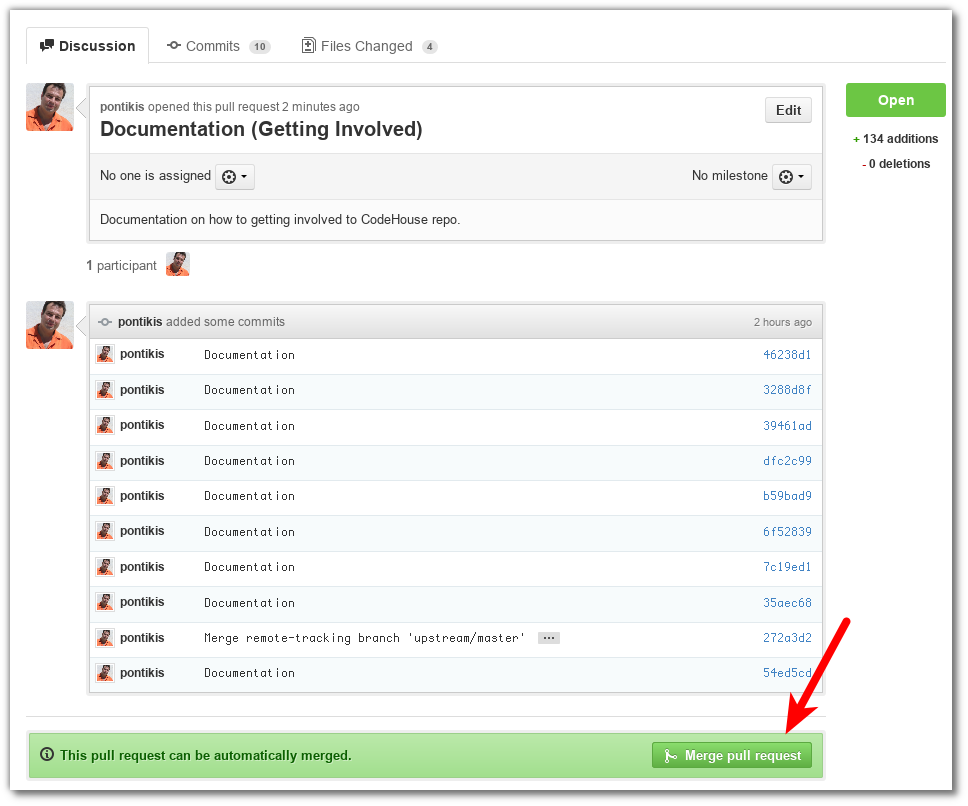 Discussion Commits 10 Files Changed 4
pontikis opened this pull request 2 minutes ago
Documentation (Getting Involved)
Edit
Open
+ 134 additions
- 0 deletions
No one is assigned No milestone
Documentation on how to getting involved to CodeHouse repo.
1 participant
pontikis added some commits 2 hours ago
pontikis Documentation 46238d1
pontikis Documentation 3288d8f
pontikis Documentation 39461ad
pontikis Documentation dfc2c99
pontikis Documentation b59bad9
pontikis Documentation 6f52839
pontikis Documentation 7c19ed1
pontikis Documentation 35aec68
pontikis Merge remote-tracking branch 'upstream/master' ... 272a3d2
pontikis Documentation 54ed5cd
This pull request can be automatically merged. Merge pull request